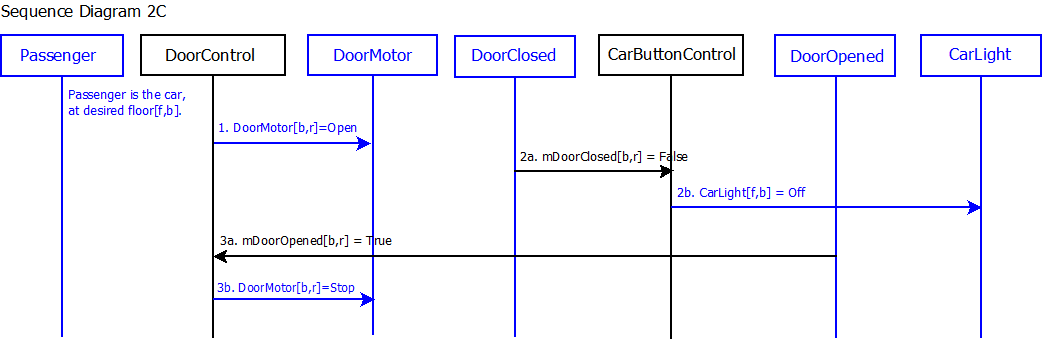 Sequence Diagram 2C
Passenger
DoorControl
DoorMotor
DoorClosed
CarButtonControl
DoorOpened
CarLight
Passenger is the car,
at desired floor[f,b].
1. DoorMotor[b,r]=Open
2a. mDoorClosed[b,r] = False
2b. CarLight[f,b] = Off
3a. mDoorOpened[b,r] = True
3b. DoorMotor[b,r]=Stop